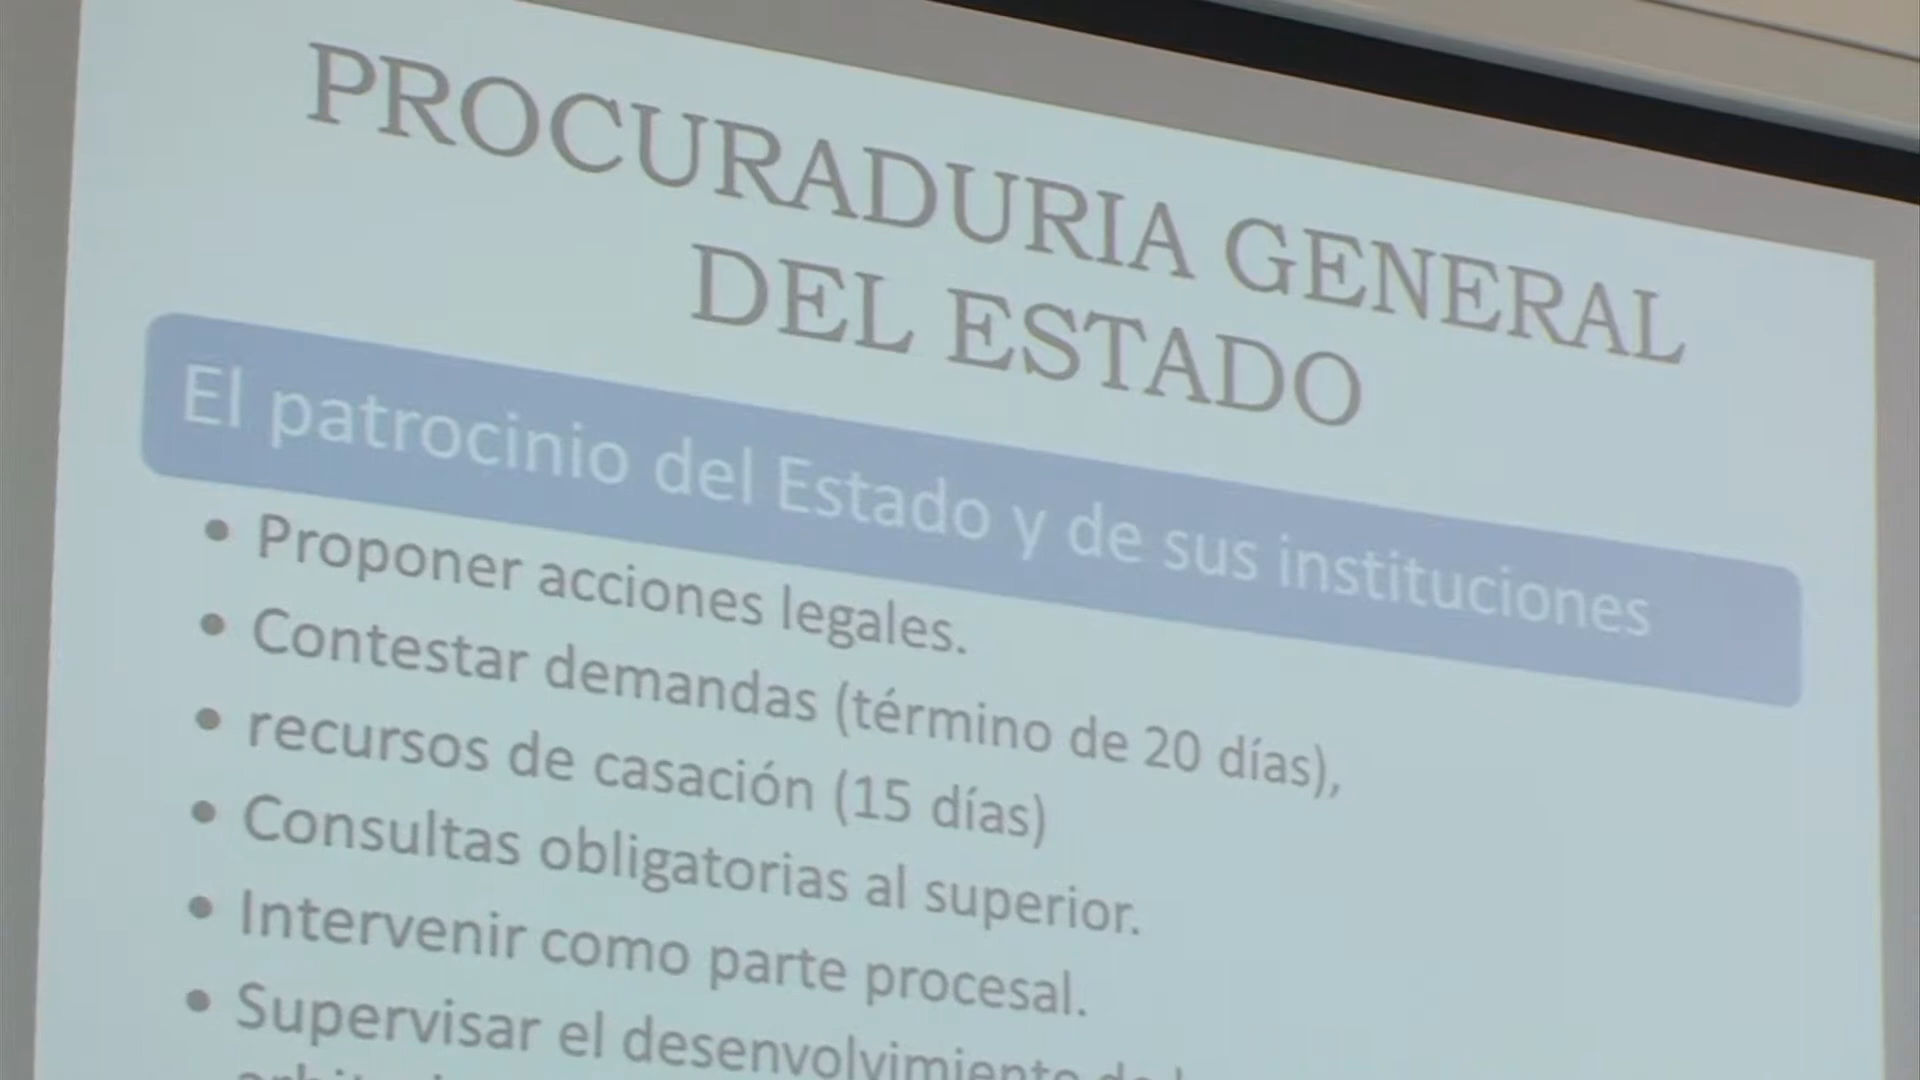 PROCURADURIA GENERAL
DEL ESTADO
El patrocinio del Estado y de sus instituciones
• Proponer acciones legales.
• Contestar demandas (término de 20 días),
• recursos de casación (15 días)
• Consultas obligatorias al superior.
• Intervenir como parte procesal.
• Supervisar el desenvolvimiento